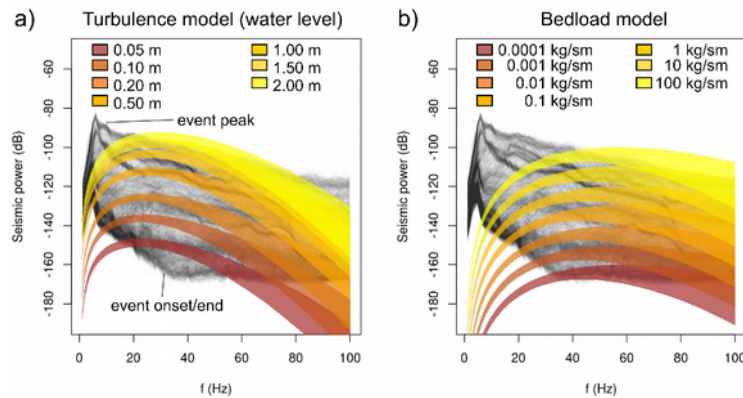 a) Turbulence model (water level)
0.05 m
0.10 m
0.20 m
0.50 m
1.00 m
1.50 m
2.00 m
event peak
event onset/end
Seismic power (dB)
-60
-80
-100
-120
-140
-160
-180
0 20 40 60 80 100
f (Hz)
b) Bedload model
0.0001 kg/sm
0.001 kg/sm
0.01 kg/sm
0.1 kg/sm
1 kg/sm
10 kg/sm
100 kg/sm
Seismic power (dB)
-60
-80
-100
-120
-140
-160
-180
0 20 40 60 80 100
f (Hz)